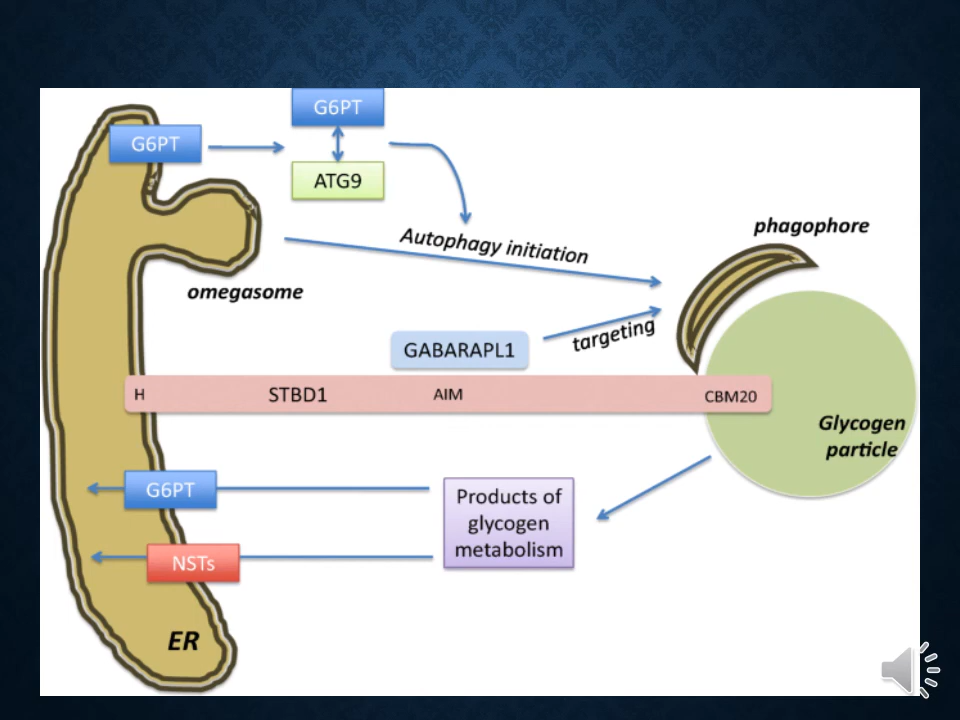 G6PT
G6PT
ATG9
phagophore
Autophagy initiation
omegasome
GABARAPL1
targeting
H STBD1 AIM CBM20
Glycogen
particle
G6PT
Products of
glycogen
metabolism
NSTs
ER